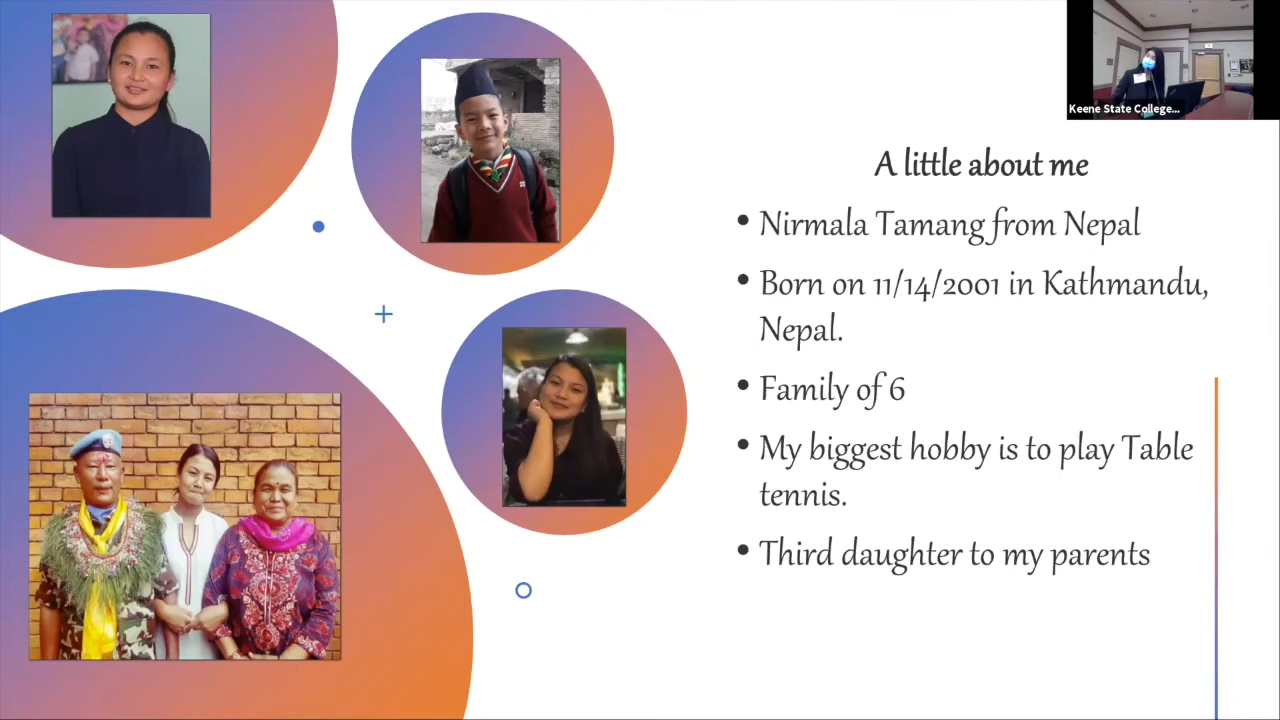 Keene State College...
A little about me
• Nirmala Tamang from Nepal
• Born on 11/14/2001 in Kathmandu,
Nepal.
• Family of 6
• My biggest hobby is to play Table
tennis.
• Third daughter to my parents